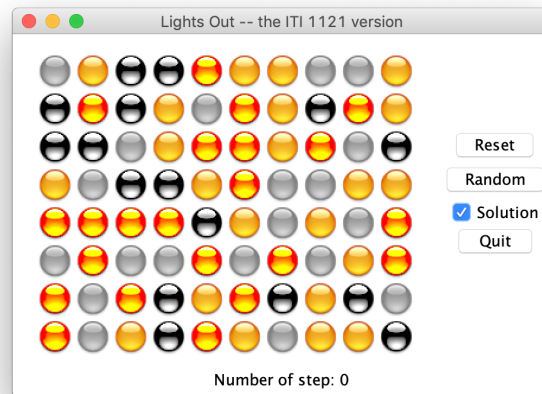 Lights Out -- the ITI 1121 version
Reset
Random
Solution
Quit
Number of step: 0